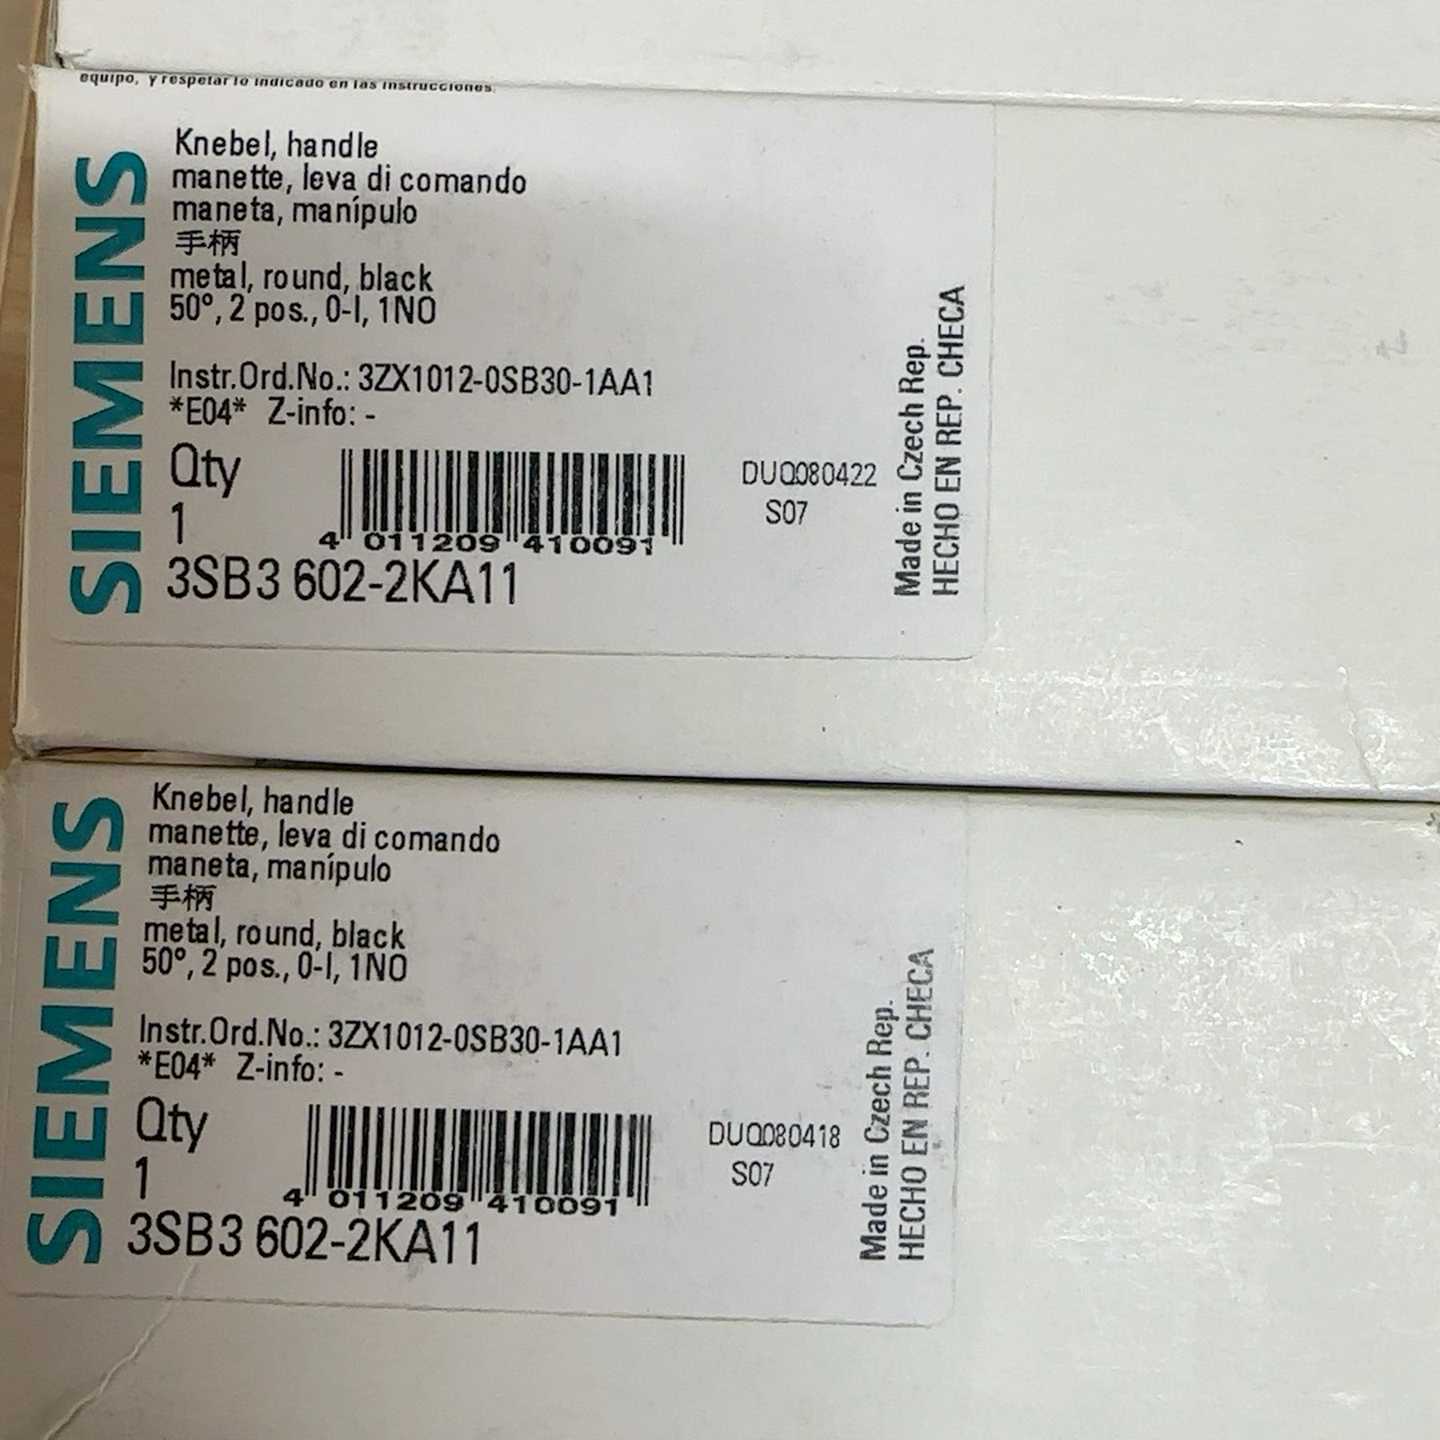 equipo, y respetar lo indicado en las instrucciones.
SIEMENS
Knebel, handle
manette, leva di comando
maneta, manípulo
手柄
metal, round, black
50°, 2 pos., 0-I, 1NO
Instr.Ord.No.: 3ZX1012-0SB30-1AA1
*E04* Z-info: -
Qty
1
4 011209 410091
3SB3 602-2KA11
DUQ080422
S07
Made in Czech Rep.
HECHO EN REP. CHECA
SIEMENS
Knebel, handle
manette, leva di comando
maneta, manípulo
手柄
metal, round, black
50°, 2 pos., 0-I, 1NO
Instr.Ord.No.: 3ZX1012-0SB30-1AA1
*E04* Z-info: -
Qty
1
4 011209 410091
3SB3 602-2KA11
DUQ080418
S07
Made in Czech Rep.
HECHO EN REP. CHECA